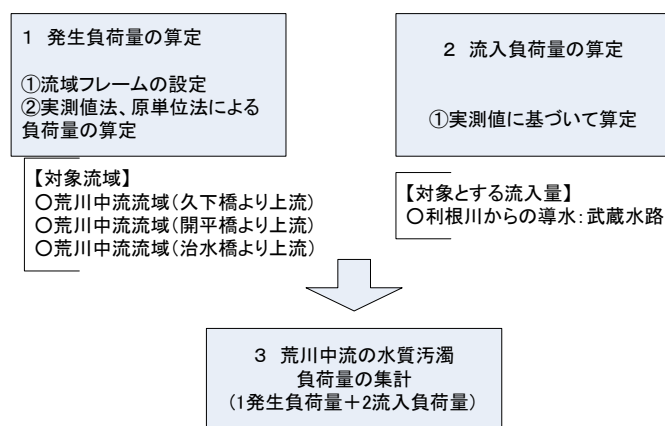 1 発生負荷量の算定
①流域フレームの設定
②実測値法、原単位法による
負荷量の算定
【対象流域】
○荒川中流流域(久下橋より上流)
○荒川中流流域(開平橋より上流)
○荒川中流流域(治水橋より上流)
2 流入負荷量の算定
①実測値に基づいて算定
【対象とする流入量】
○利根川からの導水:武蔵水路
3 荒川中流の水質汚濁
負荷量の集計
(1発生負荷量+2流入負荷量)